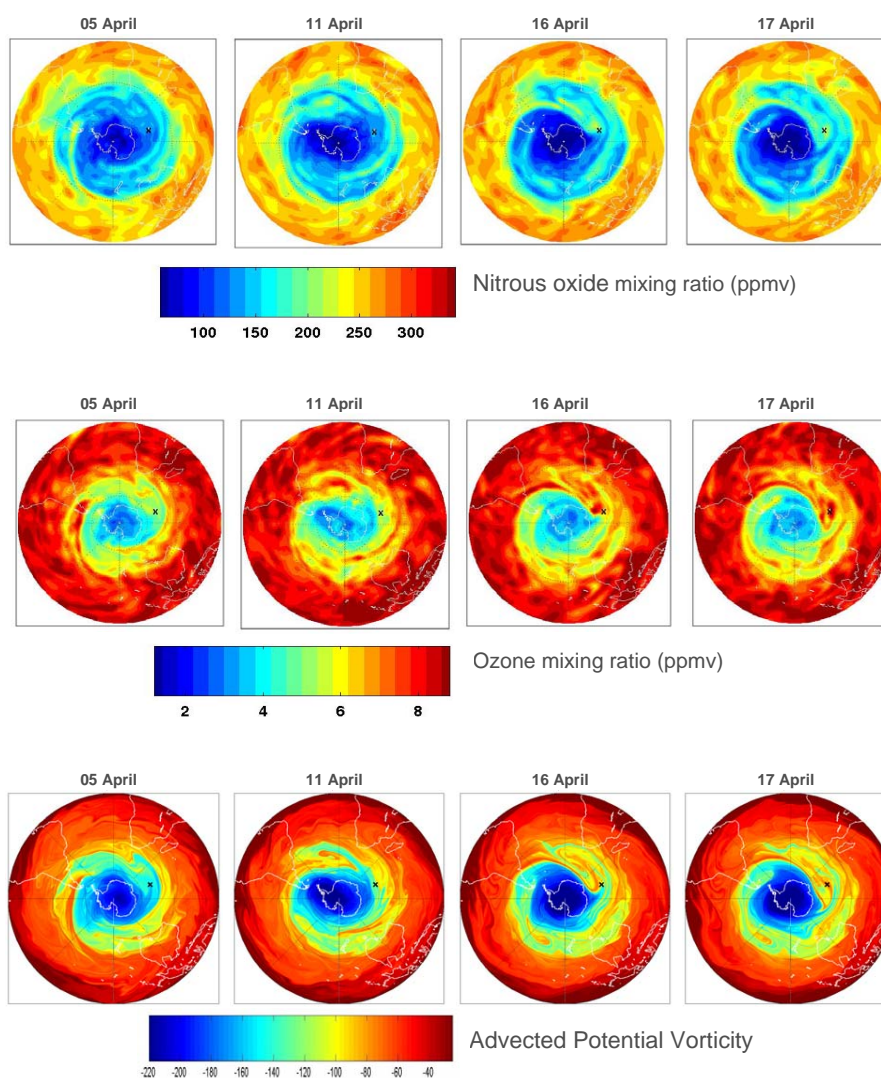 05 April 11 April 16 April 17 April
Nitrous oxide mixing ratio (ppmv)
100 150 200 250 300
05 April 11 April 16 April 17 April
Ozone mixing ratio (ppmv)
2 4 6 8
05 April 11 April 16 April 17 April
Advected Potential Vorticity
-220 -200 -180 -160 -140 -120 -100 -80 -60 -40